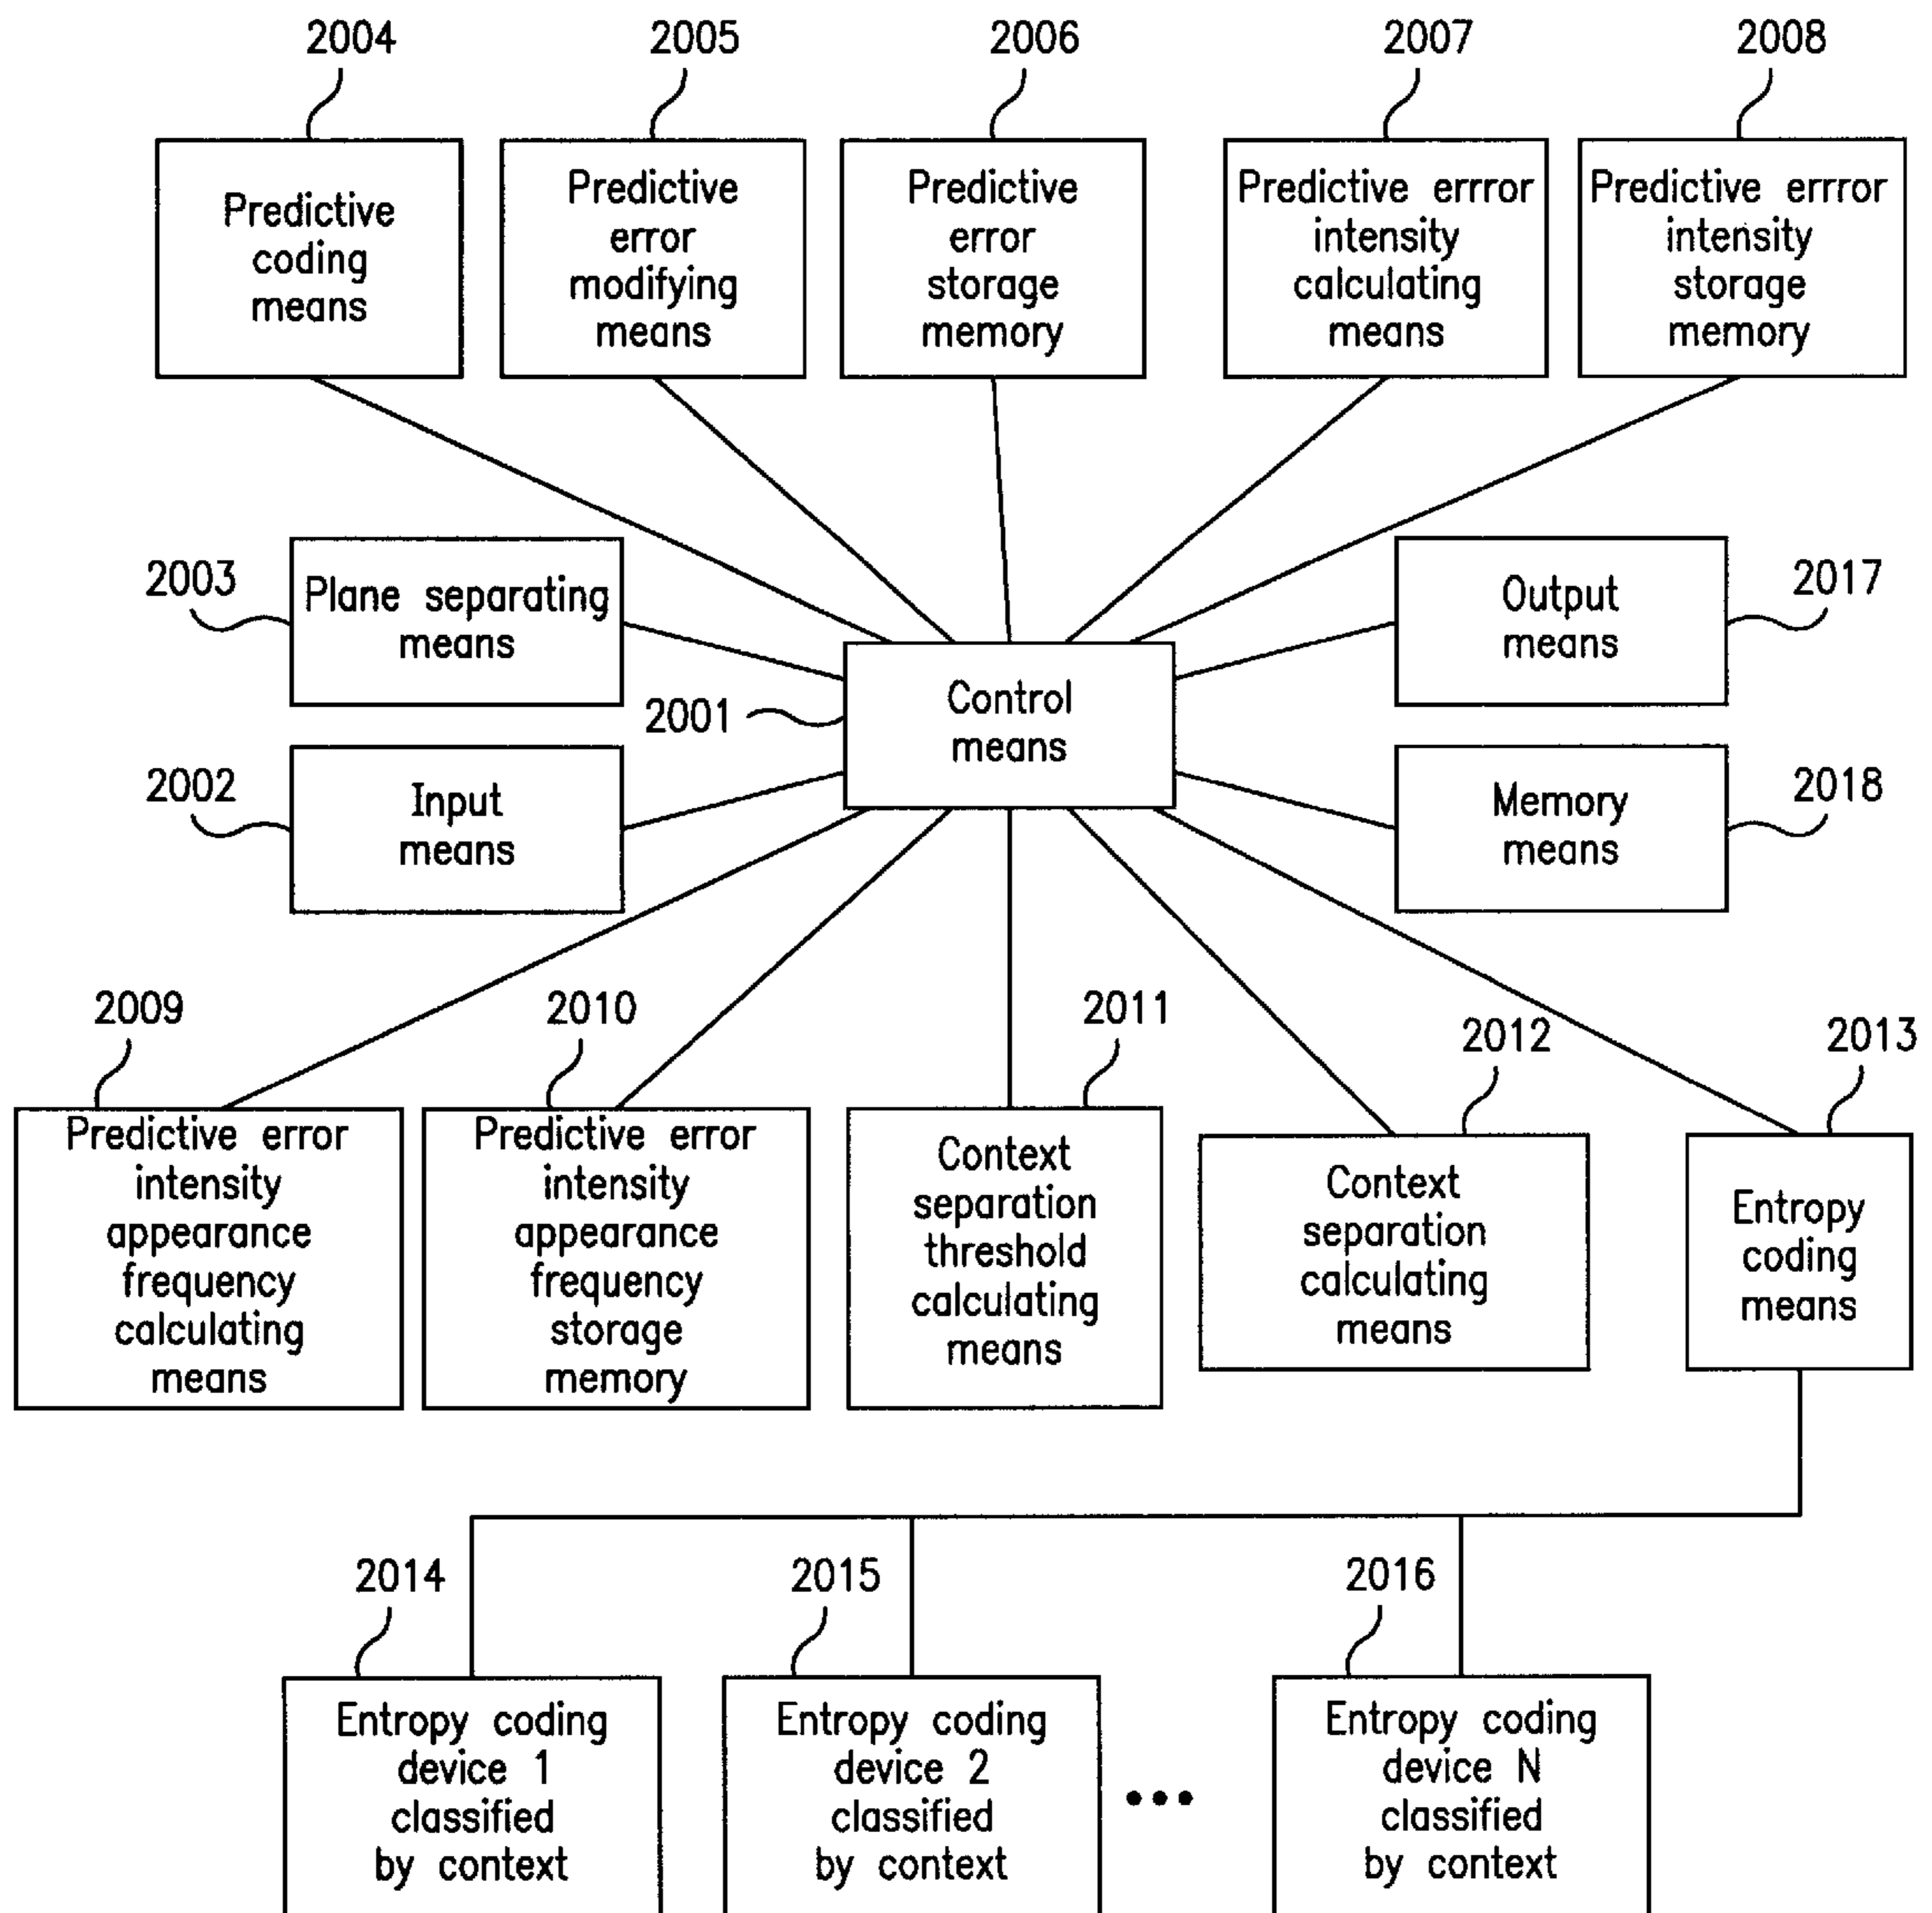 2004
2005
2006
2007
2008
Predictive
coding
means
Predictive
error
modifying
means
Predictive
error
storage
memory
Predictive errror
intensity
calculating
means
Predictive errror
intensity
storage
memory
2003
Plane separating
means
Output
means
2017
2001
Control
means
2002
Input
means
Memory
means
2018
2009
2010
2011
2012
2013
Predictive error
intensity
appearance
frequency
calculating
means
Predictive error
intensity
appearance
frequency
storage
memory
Context
separation
threshold
calculating
means
Context
separation
calculating
means
Entropy
coding
means
2014
2015
2016
Entropy coding
device 1
classified
by context
Entropy coding
device 2
classified
by context
•••
Entropy coding
device N
classified
by context